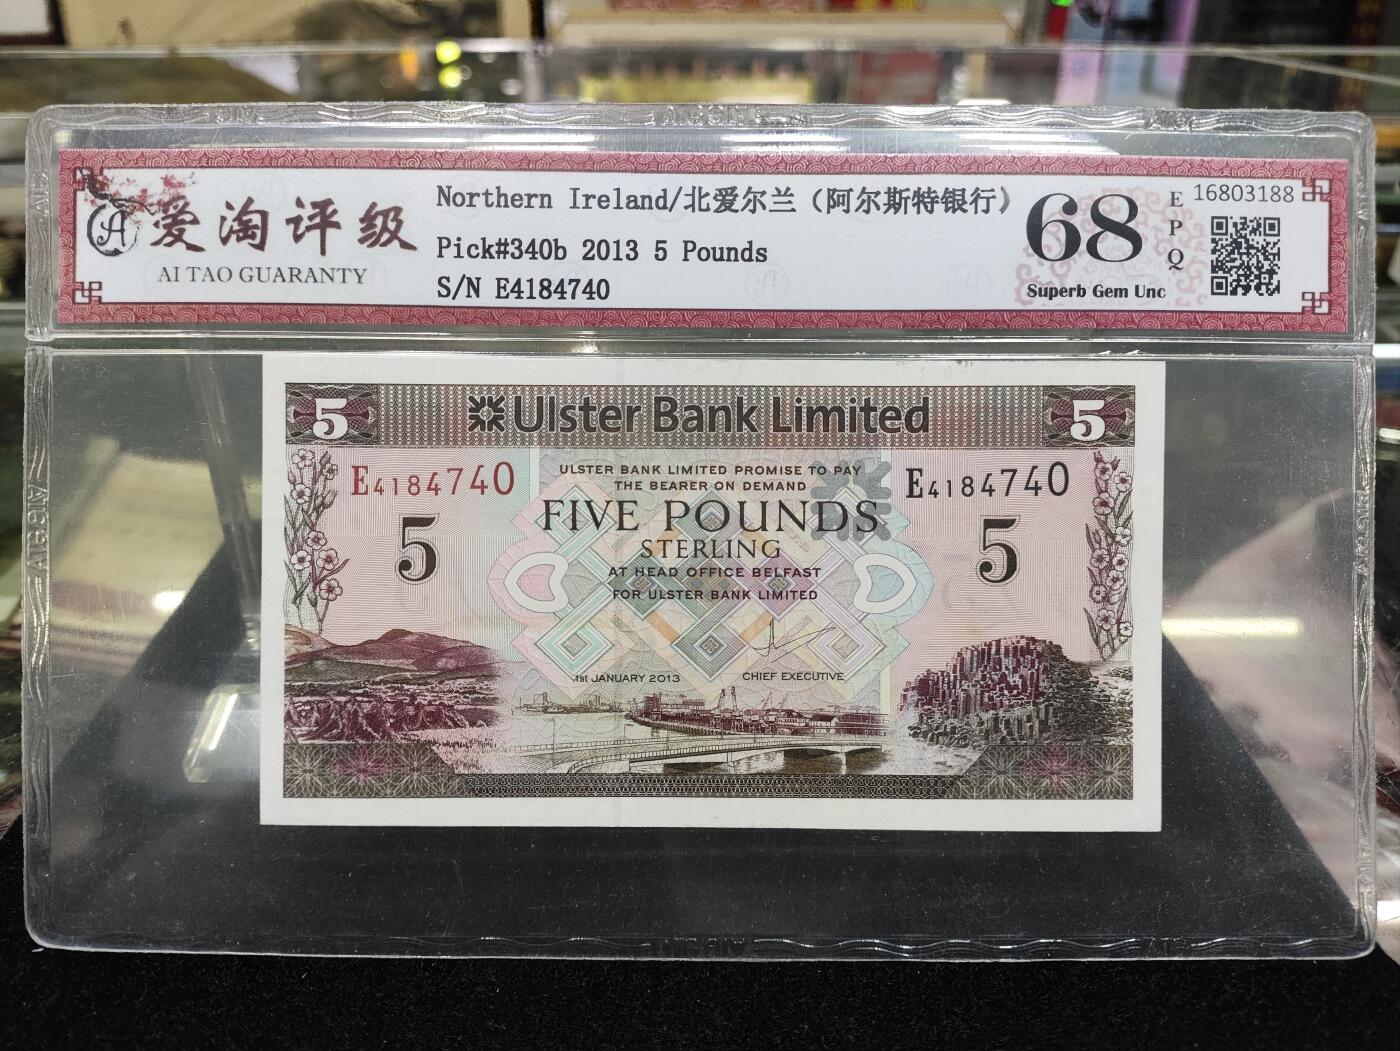 爱淘评级
AI TAO GUARANTY
Northern Ireland/北爱尔兰（阿尔斯特银行）
Pick#340b 2013 5 Pounds
S/N E4184740
68
EPQ
Superb Gem Unc
16803188
5 Ulster Bank Limited 5
E4184740
E4184740
ULSTER BANK LIMITED PROMISE TO PAY
THE BEARER ON DEMAND
FIVE POUNDS
STERLING
AT HEAD OFFICE BELFAST
FOR ULSTER BANK LIMITED
5
5
1st JANUARY 2013
CHIEF EXECUTIVE